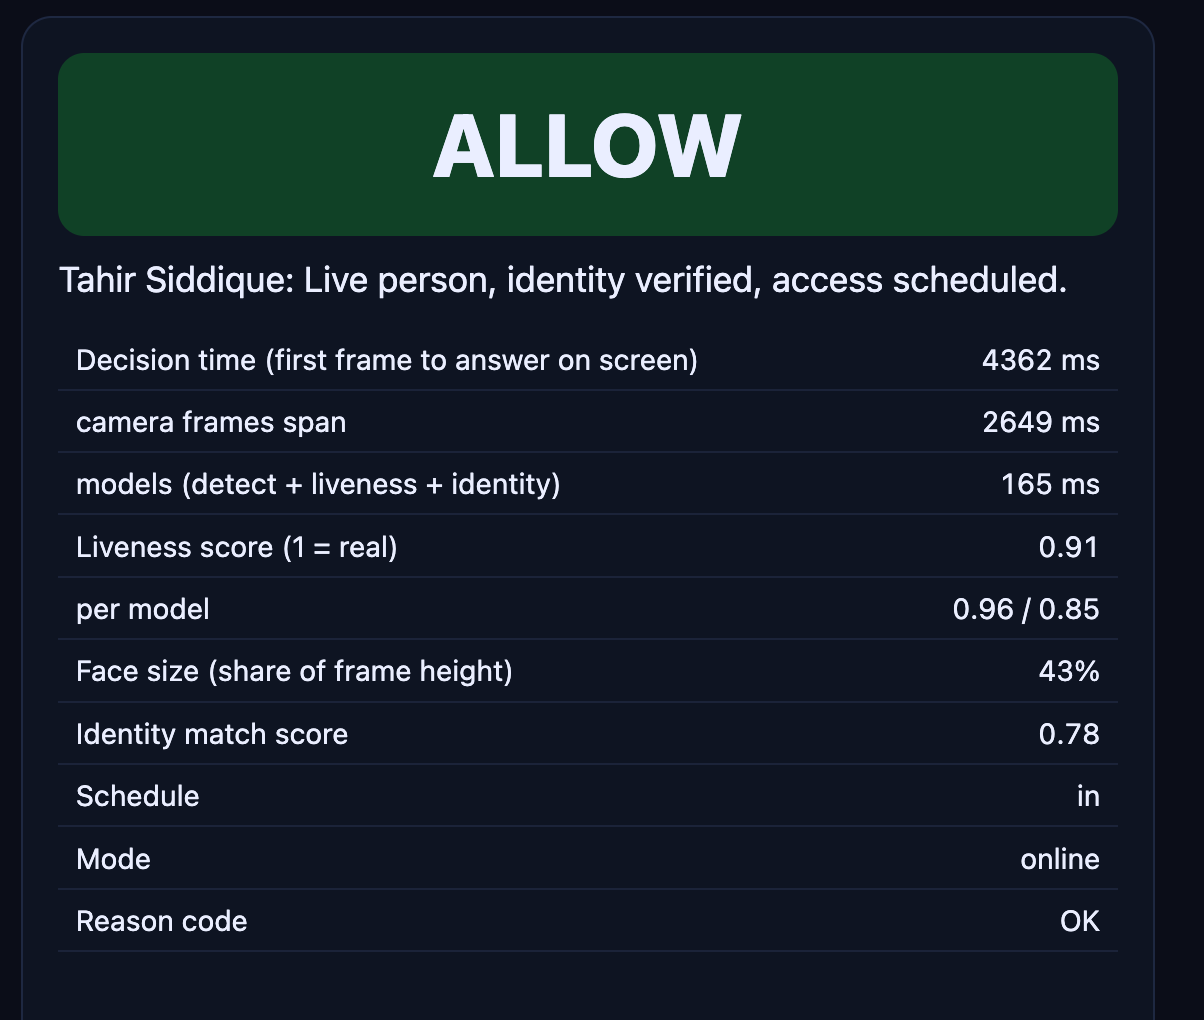 ALLOW
Tahir Siddique: Live person, identity verified, access scheduled.
Decision time (first frame to answer on screen) 4362 ms
camera frames span 2649 ms
models (detect + liveness + identity) 165 ms
Liveness score (1 = real) 0.91
per model 0.96 / 0.85
Face size (share of frame height) 43%
Identity match score 0.78
Schedule in
Mode online
Reason code OK